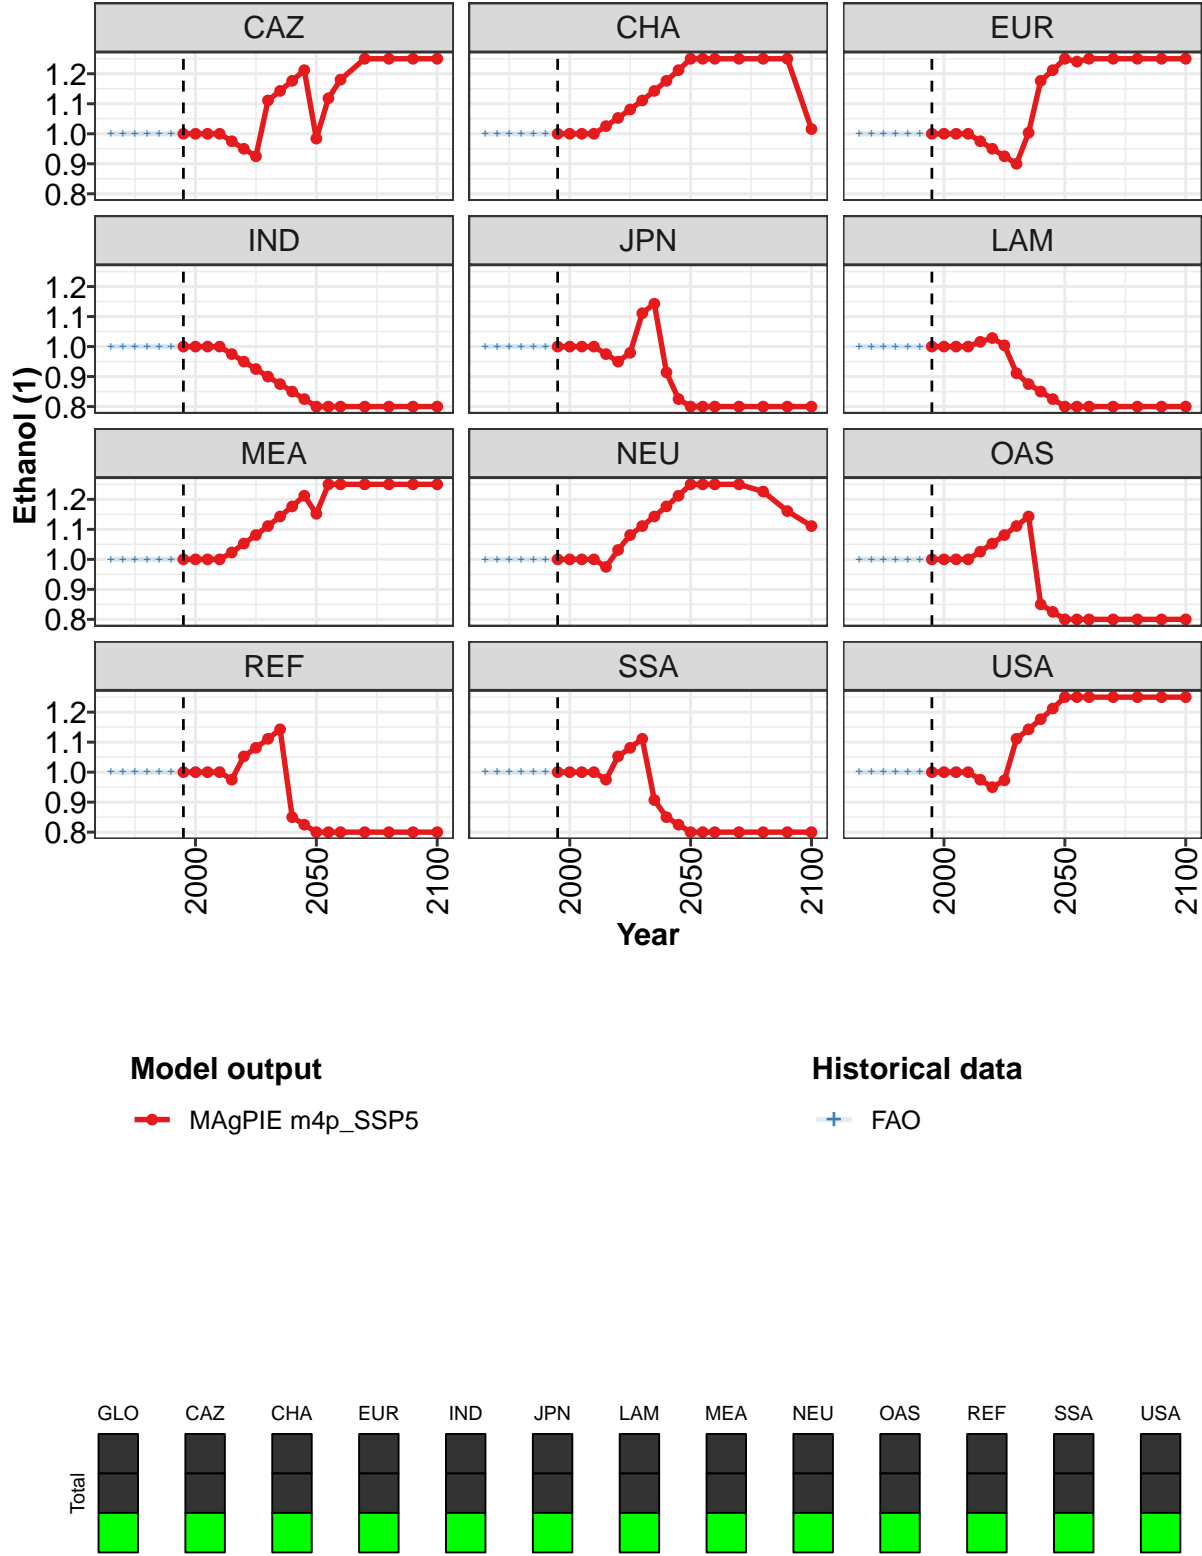 CAZ CHA EUR
1.2
1.1
1.0
0.9
0.8
IND JPN LAM
1.2
1.1
1.0
0.9
0.8
Ethanol (1)
MEA NEU OAS
1.2
1.1
1.0
0.9
0.8
REF SSA USA
1.2
1.1
1.0
0.9
0.8
2000 2050 2100 2000 2050 2100 2000 2050 2100
Year
Model output Historical data
MAgPIE m4p_SSP5 FAO
GLO CAZ CHA EUR IND JPN LAM MEA NEU OAS REF SSA USA
Total